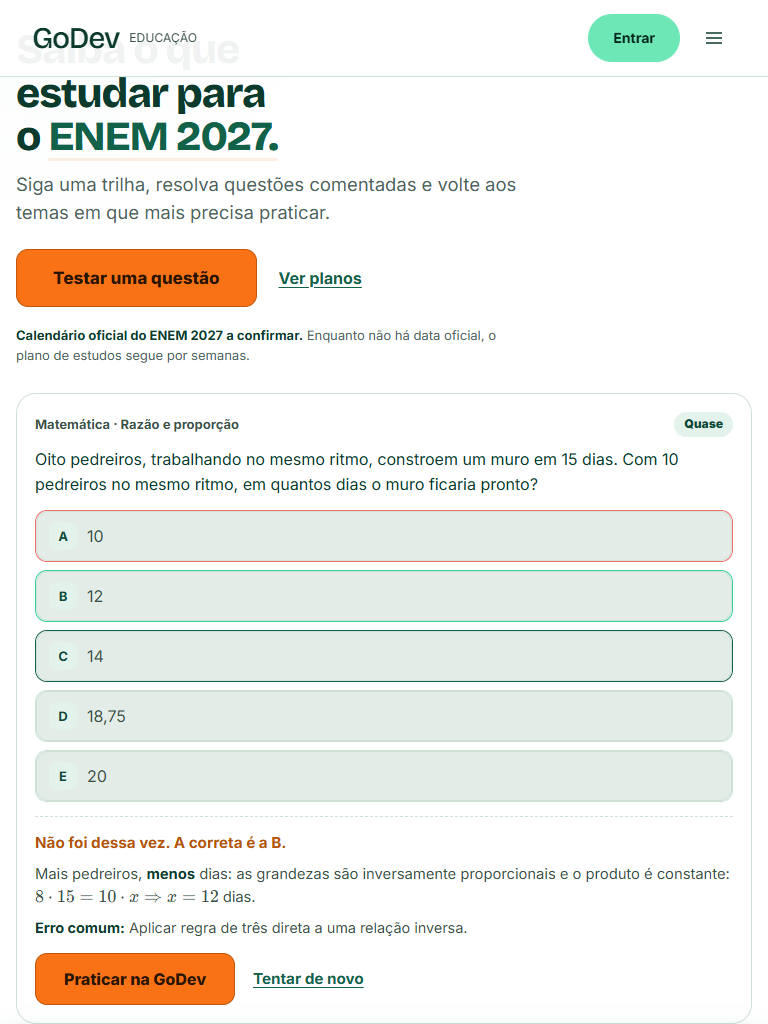 GoDev EDUCAÇÃO
Entrar
Saiba o que
estudar para
o ENEM 2027.
Siga uma trilha, resolva questões comentadas e volte aos
temas em que mais precisa praticar.
Testar uma questão
Ver planos
Calendário oficial do ENEM 2027 a confirmar. Enquanto não há data oficial, o
plano de estudos segue por semanas.
Matemática · Razão e proporção
Quase
Oito pedreiros, trabalhando no mesmo ritmo, constroem um muro em 15 dias. Com 10
pedreiros no mesmo ritmo, em quantos dias o muro ficaria pronto?
A 10
B 12
C 14
D 18,75
E 20
Não foi dessa vez. A correta é a B.
Mais pedreiros, menos dias: as grandezas são inversamente proporcionais e o produto é constante:
8 · 15 = 10 · x ⇒ x = 12 dias.
Erro comum: Aplicar regra de três direta a uma relação inversa.
Praticar na GoDev
Tentar de novo